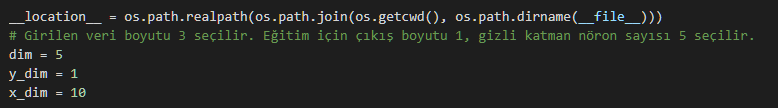 __location__ = os.path.realpath(os.path.join(os.getcwd(), os.path.dirname(__file__)))
# Girilen veri boyutu 3 seçilir. Eğitim için çıkış boyutu 1, gizli katman nöron sayısı 5 seçilir.
dim = 5
y_dim = 1
x_dim = 10